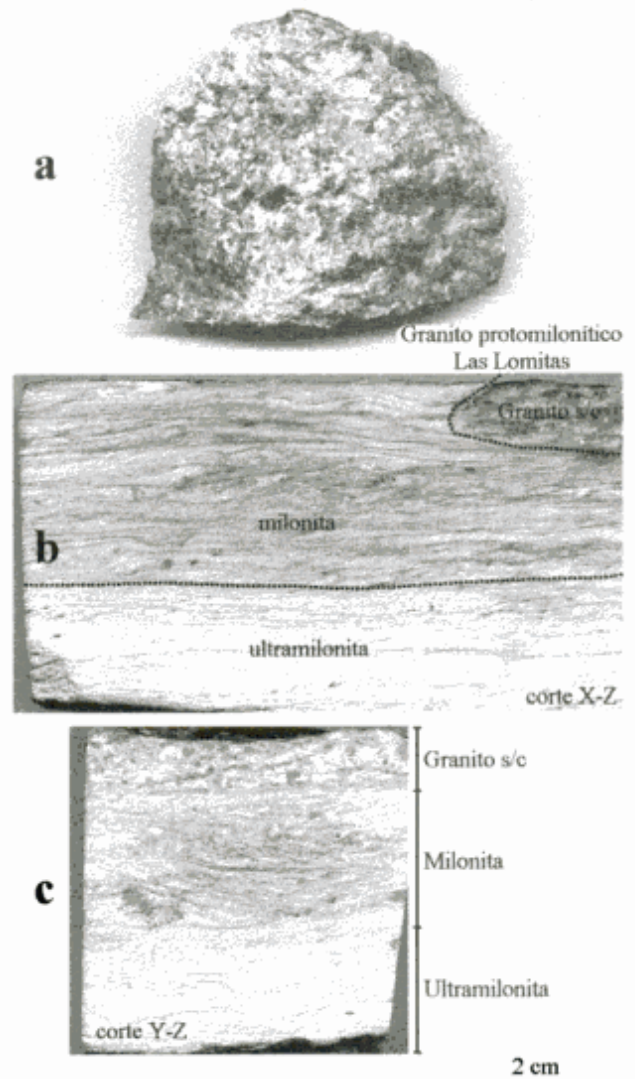 a
Granito protomilonítico
Las Lomitas
Granito s/c
milonita
b
ultramilonita
corte X-Z
Granito s/c
Milonita
c
Ultramilonita
corte Y-Z
2 cm